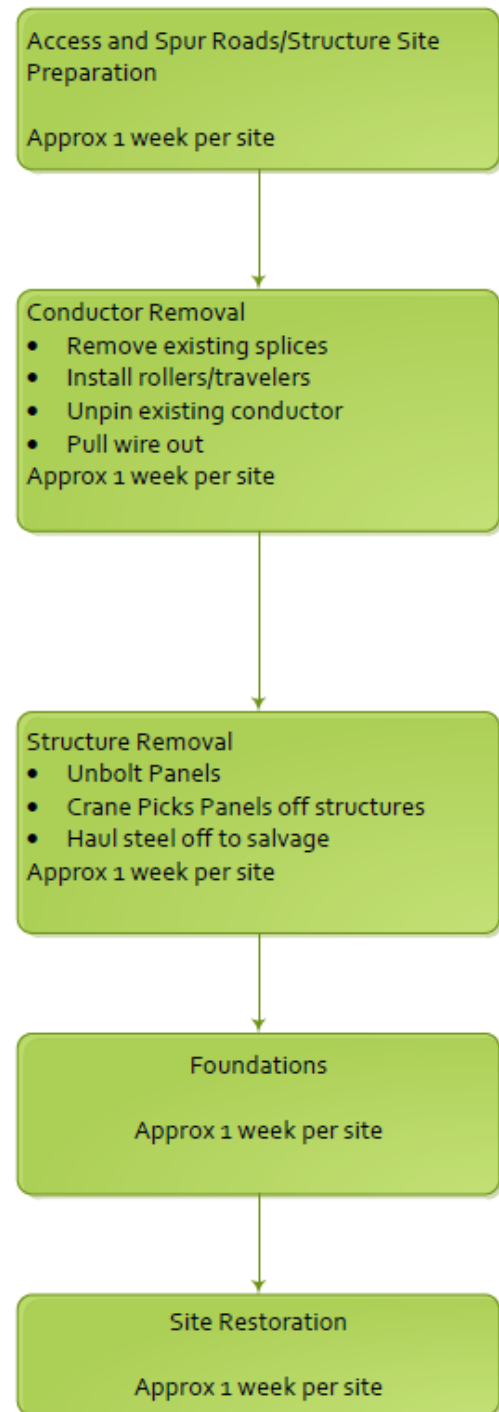 Access and Spur Roads/Structure Site
Preparation
Approx 1 week per site
Conductor Removal
• Remove existing splices
• Install rollers/travelers
• Unpin existing conductor
• Pull wire out
Approx 1 week per site
Structure Removal
• Unbolt Panels
• Crane Picks Panels off structures
• Haul steel off to salvage
Approx 1 week per site
Foundations
Approx 1 week per site
Site Restoration
Approx 1 week per site